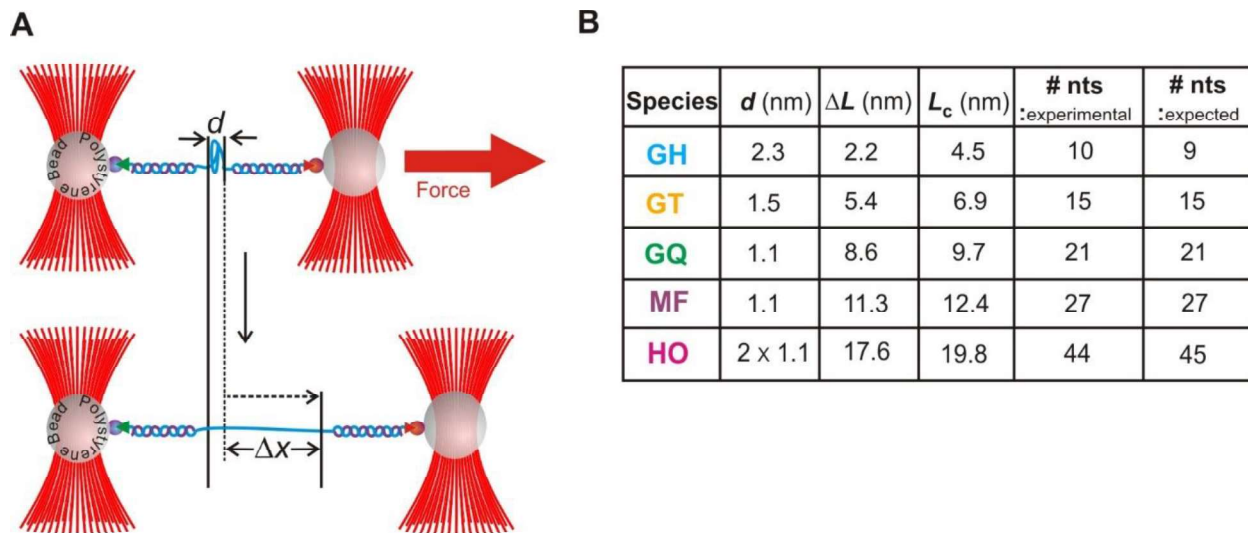 A
d
Polystyrene Bead
Force
Δx
Polystyrene Bead
B
Species d (nm) ΔL (nm) Lc (nm) # nts :experimental # nts :expected
GH 2.3 2.2 4.5 10 9
GT 1.5 5.4 6.9 15 15
GQ 1.1 8.6 9.7 21 21
MF 1.1 11.3 12.4 27 27
HO 2 x 1.1 17.6 19.8 44 45